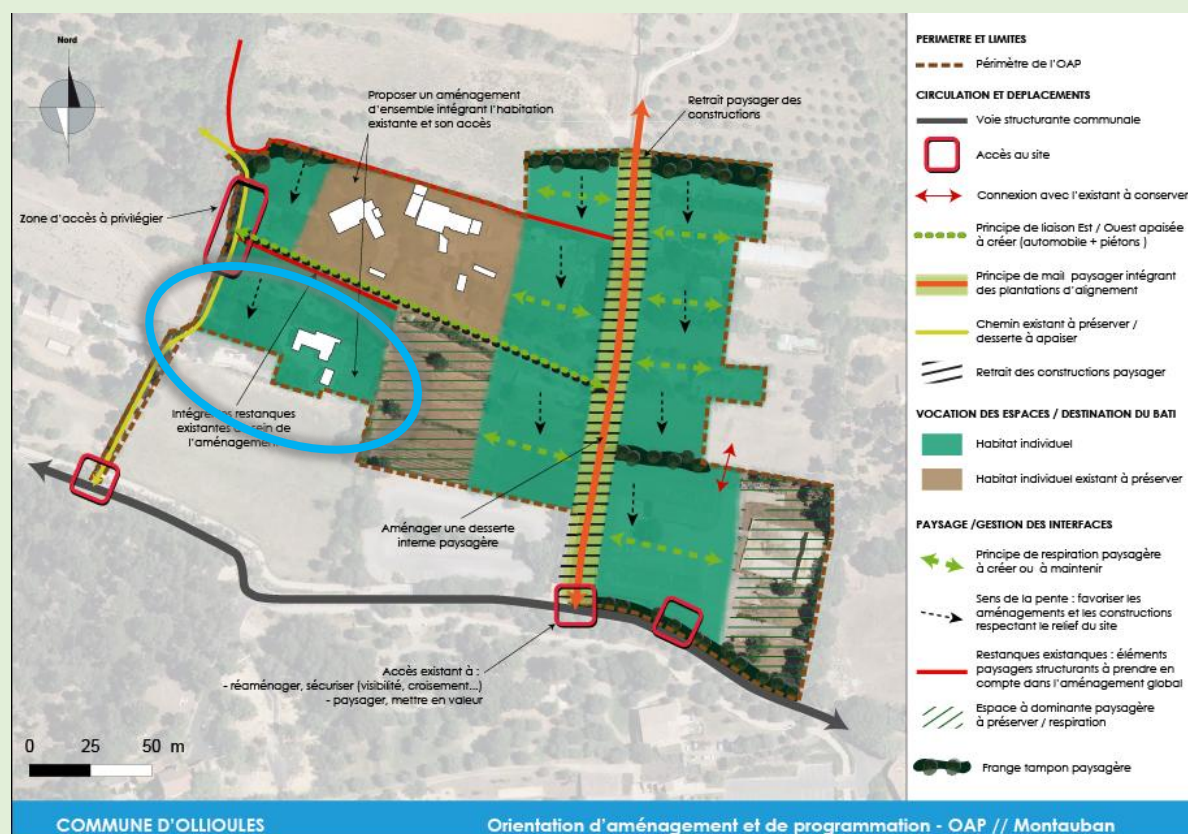 Nord
Proposer un aménagement
d'ensemble intégrant l'habitation
existante et son accès
Retrait paysager des
constructions
Zone d'accès à privilégier
Intégrer les restanques
existantes au sein de
l'aménagement
Aménager une desserte
interne paysagère
Accès existant à :
- réaménager, sécuriser (visibilité, croisement...)
- paysager, mettre en valeur
0 25 50 m
PERIMETRE ET LIMITES
Périmètre de l'OAP
CIRCULATION ET DEPLACEMENTS
Voie structurante communale
Accès au site
Connexion avec l'existant à conserver
Principe de liaison Est / Ouest apaisée
à créer (automobile + piétons )
Principe de mail paysager intégrant
des plantations d'alignement
Chemin existant à préserver /
desserte à apaiser
Retrait des constructions paysager
VOCATION DES ESPACES / DESTINATION DU BATI
Habitat individuel
Habitat individuel existant à préserver
PAYSAGE /GESTION DES INTERFACES
Principe de respiration paysagère
à créer ou à maintenir
Sens de la pente : favoriser les
aménagements et les constructions
respectant le relief du site
Restanques existanques : éléments
paysagers structurants à prendre en
compte dans l'aménagement global
Espace à dominante paysagère
à préserver / respiration
Frange tampon paysagère
COMMUNE D'OLLIOULES
Orientation d'aménagement et de programmation - OAP // Montauban